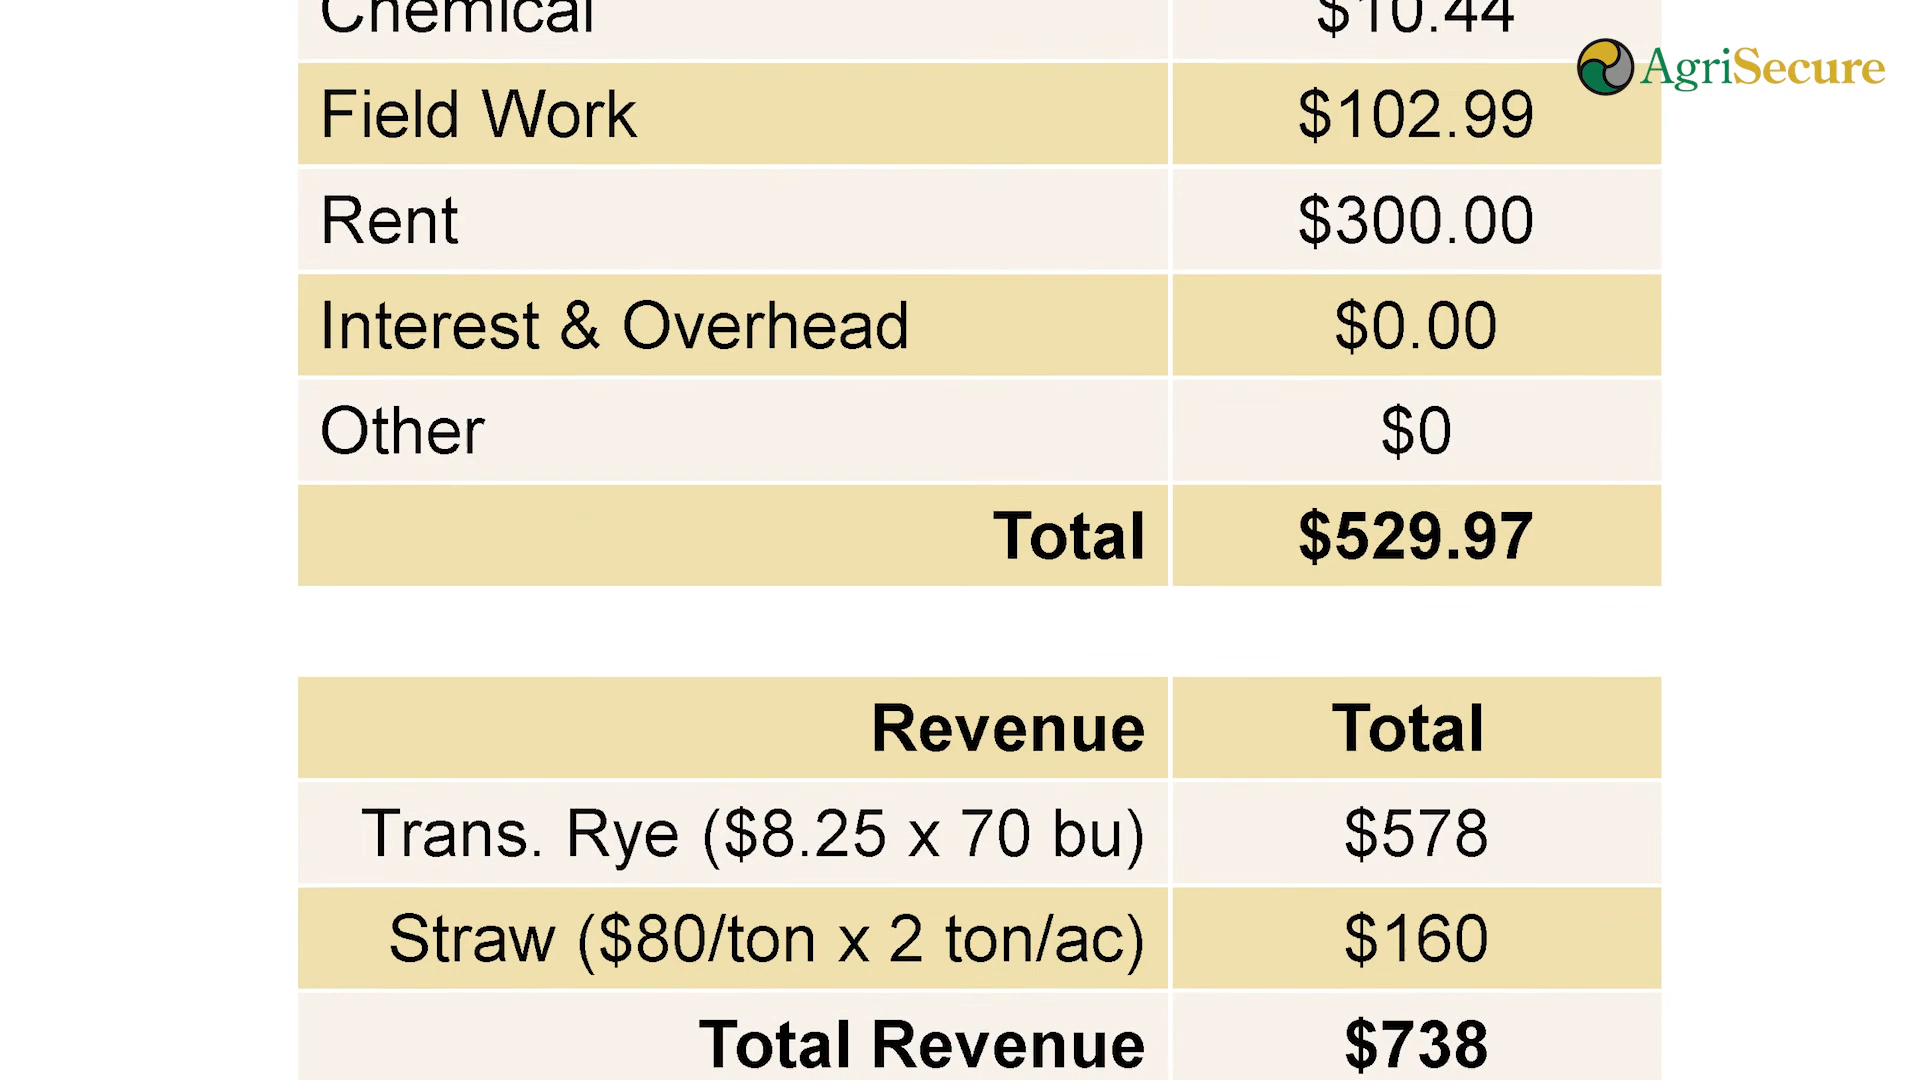 Chemical $10.44
AgriSecure
Field Work $102.99
Rent $300.00
Interest & Overhead $0.00
Other $0
Total $529.97
Revenue Total
Trans. Rye ($8.25 x 70 bu) $578
Straw ($80/ton x 2 ton/ac) $160
Total Revenue $738